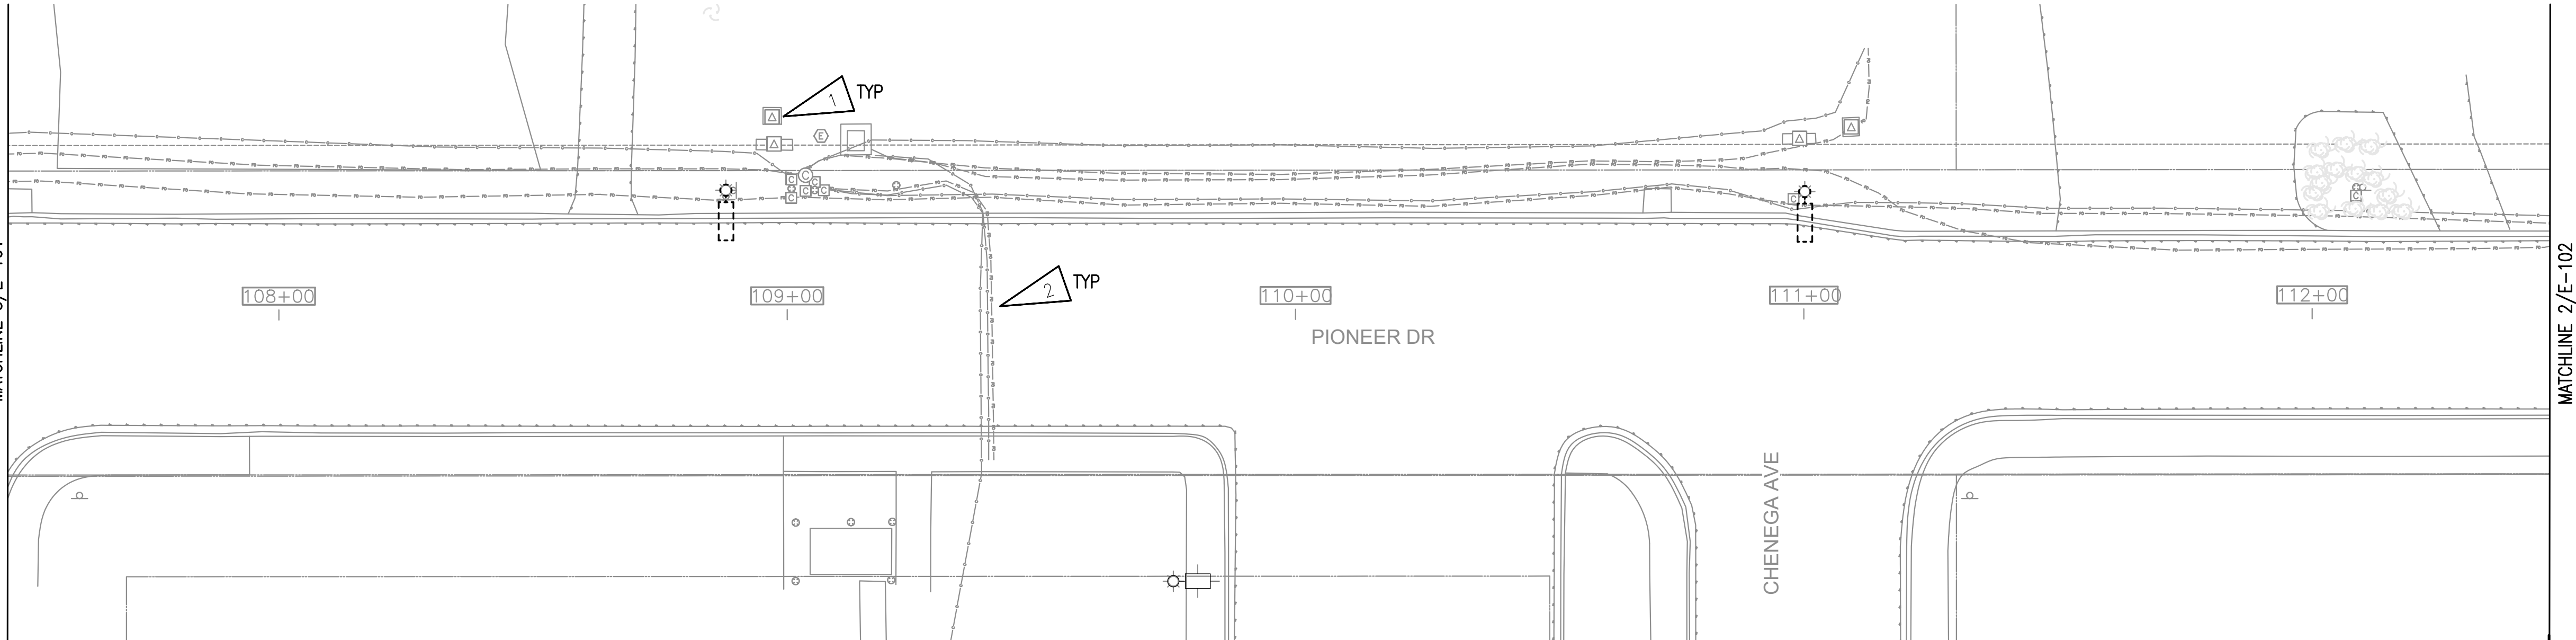 1 TYP
E
C
C
C
C
C
C
C
C
2 TYP
108+00
109+00
110+00
111+00
112+00
PIONEER DR
CHENEGA AVE
MATCHLINE 2/E-102